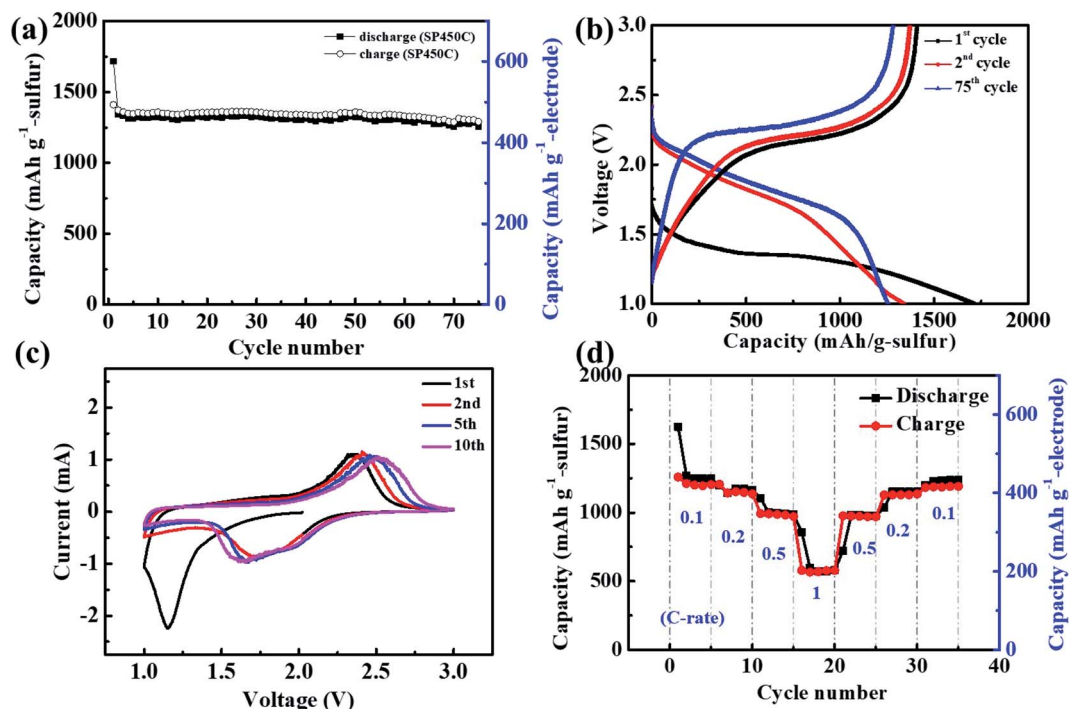 (a)
2000
1500
1000
500
0
Capacity (mAh g⁻¹-sulfur)
discharge (SP450C)
charge (SP450C)
600
400
200
0
Capacity (mAh g⁻¹-electrode)
0 10 20 30 40 50 60 70
Cycle number
(b)
3.0
2.5
2.0
1.5
1.0
Voltage (V)
1st cycle
2nd cycle
75th cycle
0 500 1000 1500 2000
Capacity (mAh/g-sulfur)
(c)
2
1
0
-1
-2
Current (mA)
1st
2nd
5th
10th
1.0 1.5 2.0 2.5 3.0
Voltage (V)
(d)
2000
1500
1000
500
0
Capacity (mAh g⁻¹-sulfur)
Discharge
Charge
0.1
0.2
0.5
1
0.5
0.2
0.1
(C-rate)
600
400
200
0
Capacity (mAh g⁻¹-electrode)
0 10 20 30 40
Cycle number